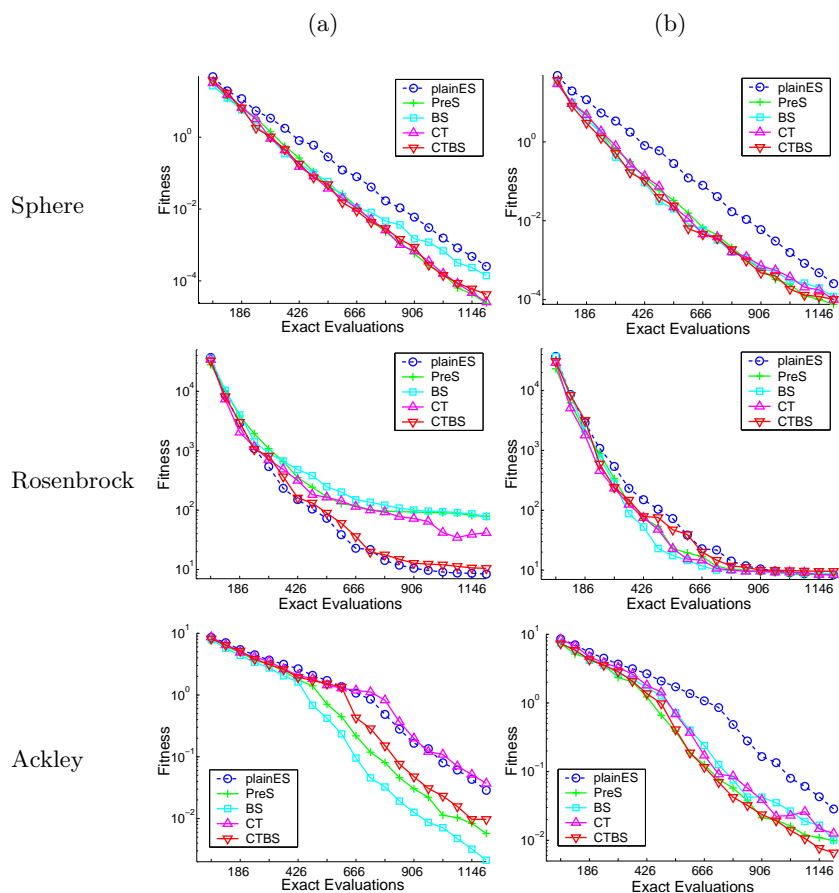 (a)
(b)
Sphere
Fitness
10^0
10^-2
10^-4
186
426
666
906
1146
Exact Evaluations
plainES
PreS
BS
CT
CTBS
Fitness
10^0
10^-2
10^-4
186
426
666
906
1146
Exact Evaluations
plainES
PreS
BS
CT
CTBS
Rosenbrock
Fitness
10^4
10^3
10^2
10^1
186
426
666
906
1146
Exact Evaluations
plainES
PreS
BS
CT
CTBS
Fitness
10^4
10^3
10^2
10^1
186
426
666
906
1146
Exact Evaluations
plainES
PreS
BS
CT
CTBS
Ackley
Fitness
10^1
10^0
10^-1
10^-2
186
426
666
906
1146
Exact Evaluations
plainES
PreS
BS
CT
CTBS
Fitness
10^1
10^0
10^-1
10^-2
186
426
666
906
1146
Exact Evaluations
plainES
PreS
BS
CT
CTBS